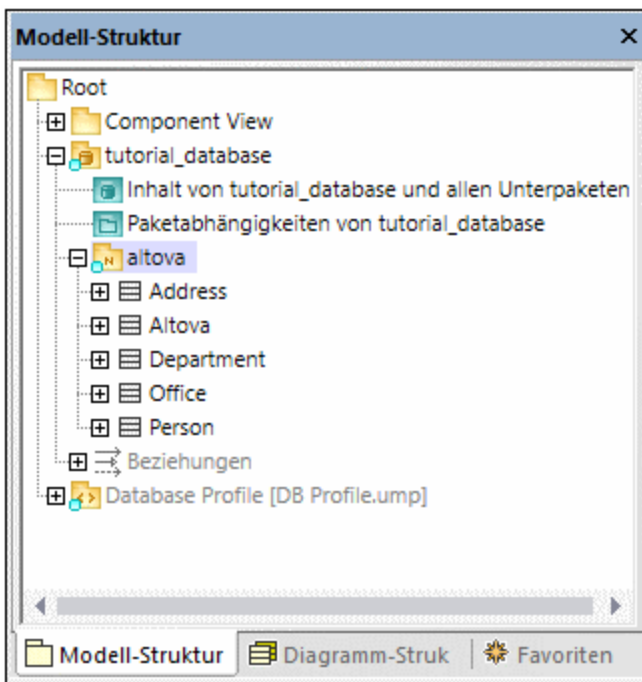 Modell-Struktur
Root
Component View
tutorial_database
Inhalt von tutorial_database und allen Unterpaketen
Paketabhängigkeiten von tutorial_database
altova
Address
Altova
Department
Office
Person
Beziehungen
Database Profile [DB Profile.ump]
Modell-Struktur Diagramm-Struk Favoriten